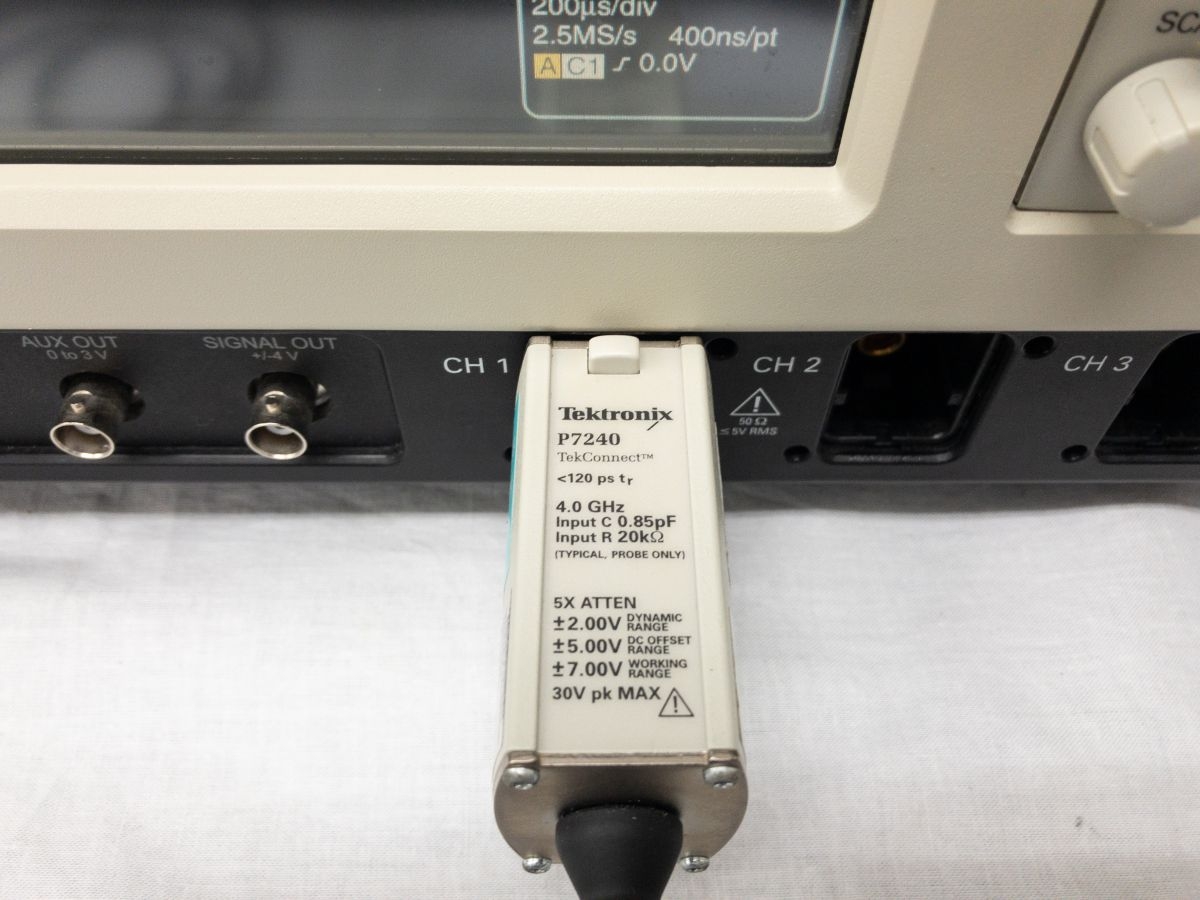 200µs/div
2.5MS/s 400ns/pt
A C1 0.0V
AUX OUT
0 to 3 V
SIGNAL OUT
+/-4 V
CH 1
Tektronix
P7240
TekConnect™
<120 ps tr
4.0 GHz
Input C 0.85pF
Input R 20kΩ
(TYPICAL, PROBE ONLY)
5X ATTEN
±2.00V DYNAMIC
RANGE
±5.00V DC OFFSET
RANGE
±7.00V WORKING
RANGE
30V pk MAX
CH 2
50 Ω
≤ 5V RMS
CH 3